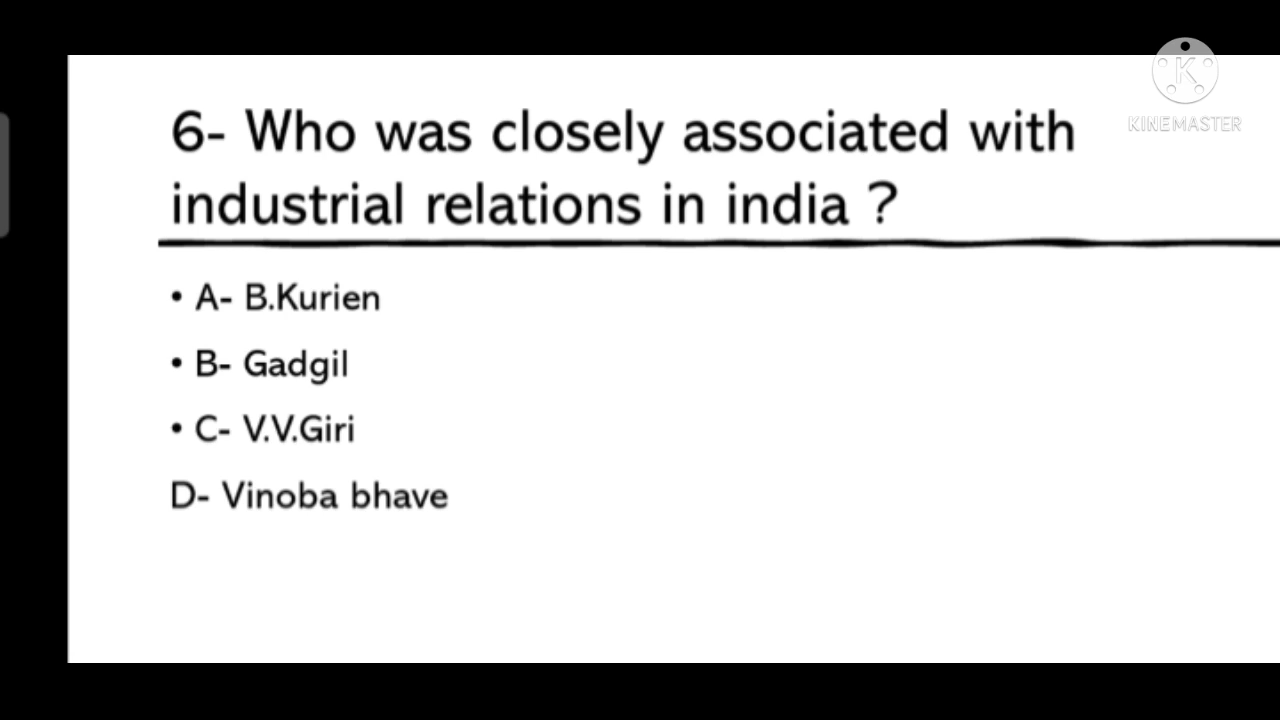 KINEMASTER
6- Who was closely associated with
industrial relations in india ?
• A- B.Kurien
• B- Gadgil
• C- V.V.Giri
D- Vinoba bhave